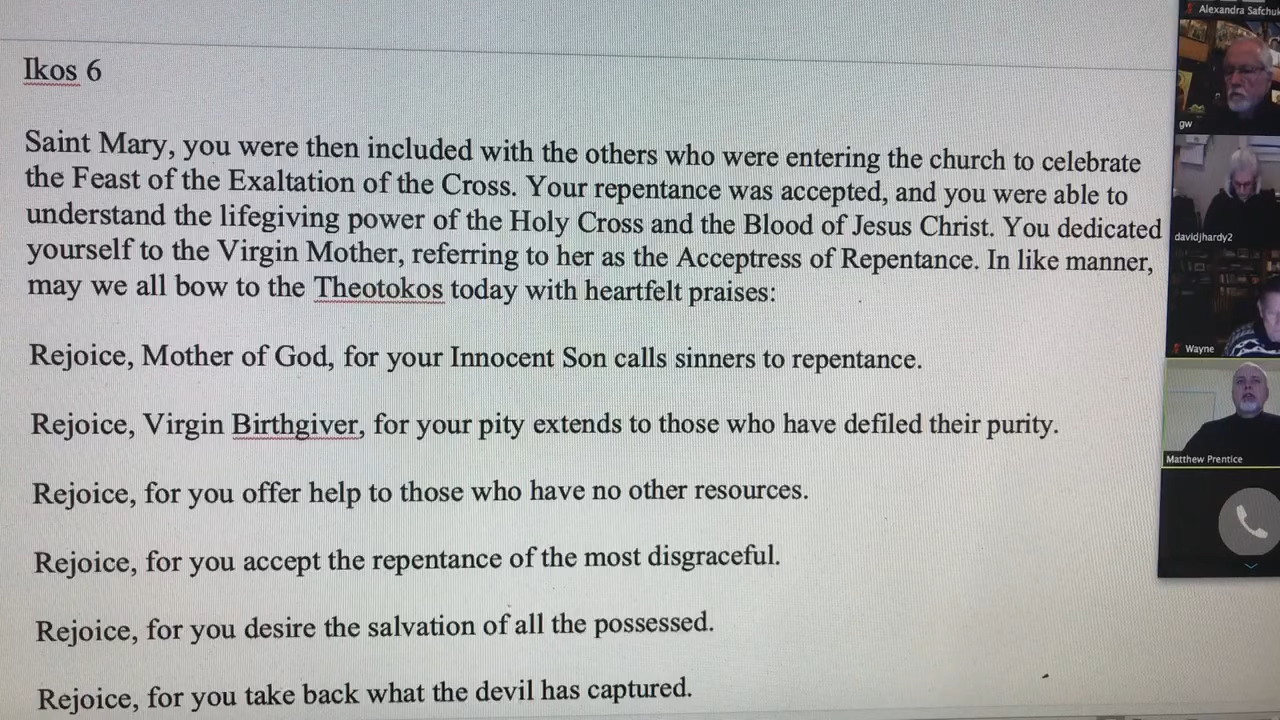 Ikos 6
Saint Mary, you were then included with the others who were entering the church to celebrate
the Feast of the Exaltation of the Cross. Your repentance was accepted, and you were able to
understand the lifegiving power of the Holy Cross and the Blood of Jesus Christ. You dedicated
yourself to the Virgin Mother, referring to her as the Acceptress of Repentance. In like manner,
may we all bow to the Theotokos today with heartfelt praises:
Rejoice, Mother of God, for your Innocent Son calls sinners to repentance.
Rejoice, Virgin Birthgiver, for your pity extends to those who have defiled their purity.
Rejoice, for you offer help to those who have no other resources.
Rejoice, for you accept the repentance of the most disgraceful.
Rejoice, for you desire the salvation of all the possessed.
Rejoice, for you take back what the devil has captured.
Alexandra Safchuk
gw
davidjhardy2
Wayne
Matthew Prentice